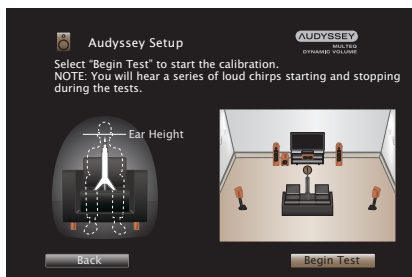 Audyssey Setup
AUDYSSEY
MULTEQ
DYNAMIC VOLUME
Select “Begin Test” to start the calibration.
NOTE: You will hear a series of loud chirps starting and stopping
during the tests.
Ear Height
Back
Begin Test